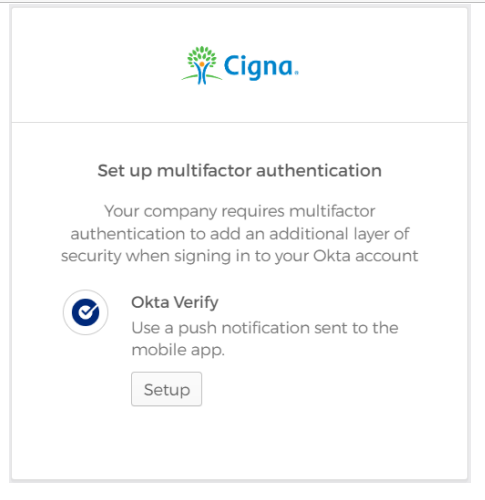 Cigna.
Set up multifactor authentication
Your company requires multifactor
authentication to add an additional layer of
security when signing in to your Okta account
Okta Verify
Use a push notification sent to the
mobile app.
Setup